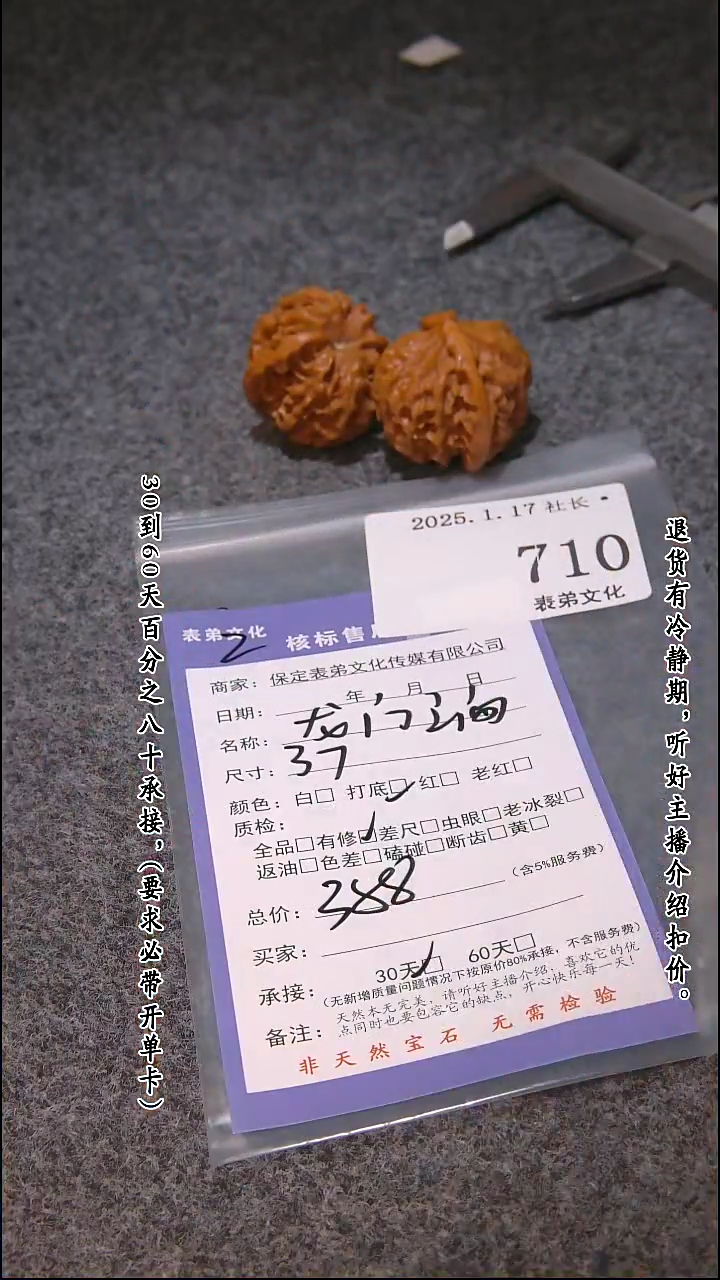 2025.1.17 社长
710
表弟文化
表弟文化
2
核标售
商家：保定表弟文化传媒有限公司
日期： 年 月 日
名称：龙门
尺寸：37
颜色：白□ 打底□✓ 红□ 老红□
质检：
全品□有修□✓差尺□虫眼□老冰裂□
返油□色差□磕碰□断齿□黄□
总价：388 （含5%服务费）
买家：
承接：30天□✓ 60天□
（无新增质量问题情况下按原价80%承接，不含服务费）
备注：天然本无完美，请听好主播介绍，喜欢它的优
点同时也要包容它的缺点，开心快乐每一天！
非天然宝石 无需检验
30到60天百分之八十承接，（要求必带开单卡）
退货有冷静期，听好主播介绍扣价。